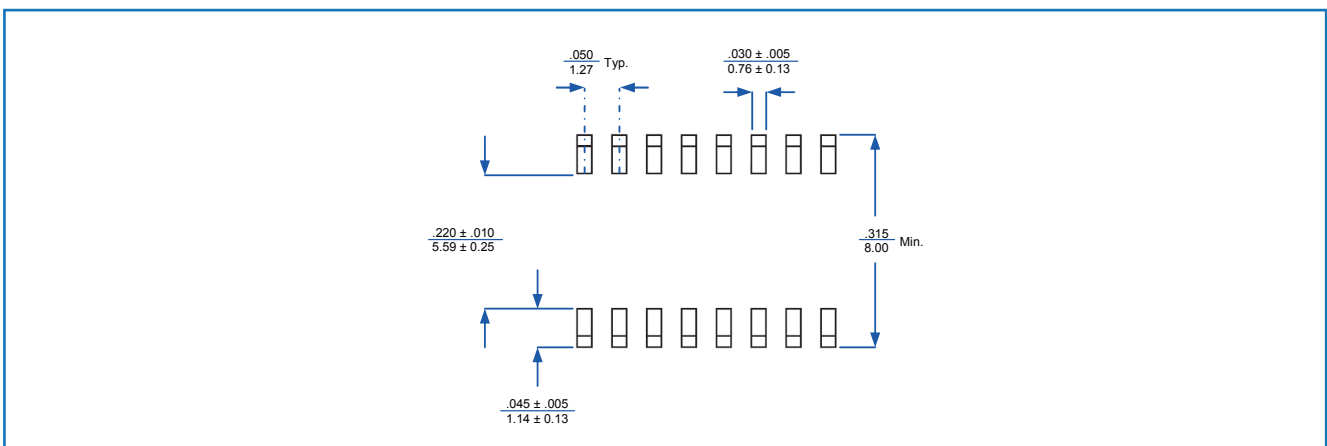 .050
1.27
Typ.
.030 ± .005
0.76 ± 0.13
.220 ± .010
5.59 ± 0.25
.315
8.00
Min.
.045 ± .005
1.14 ± 0.13